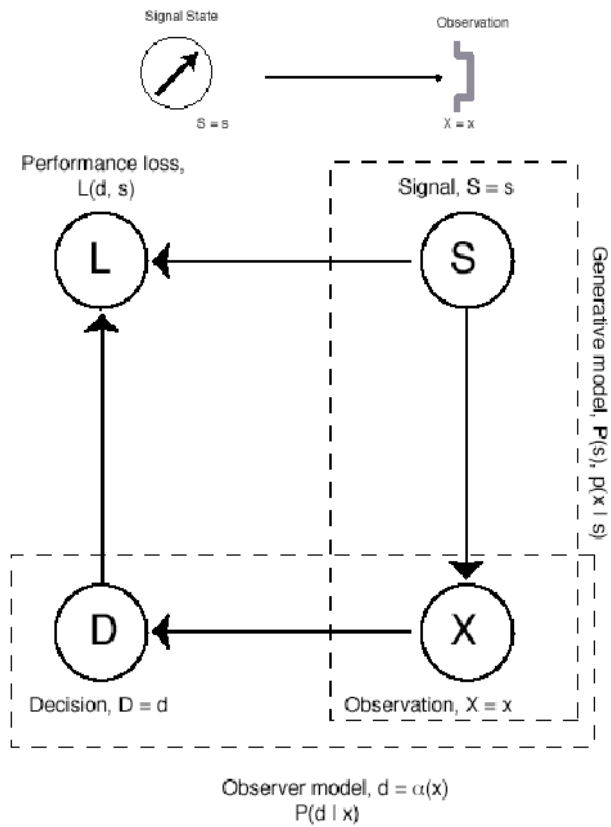 Signal State
Observation
S = s
X = x
Performance loss,
L(d, s)
Signal, S = s
L
S
Generative model, P(s), p(x | s)
D
X
Decision, D = d
Observation, X = x
Observer model, d = α(x)
P(d | x)